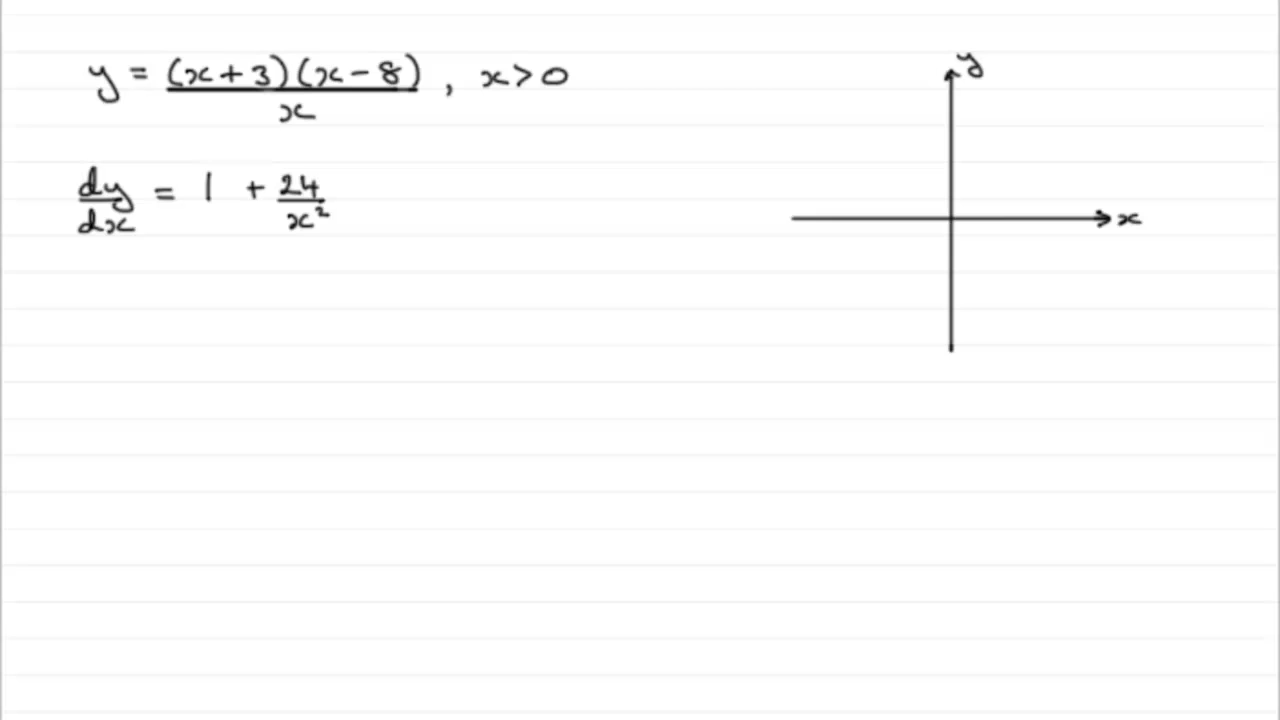 y = (x+3)(x-8)/x , x>0
dy/dx = 1 + 24/x²
y
x